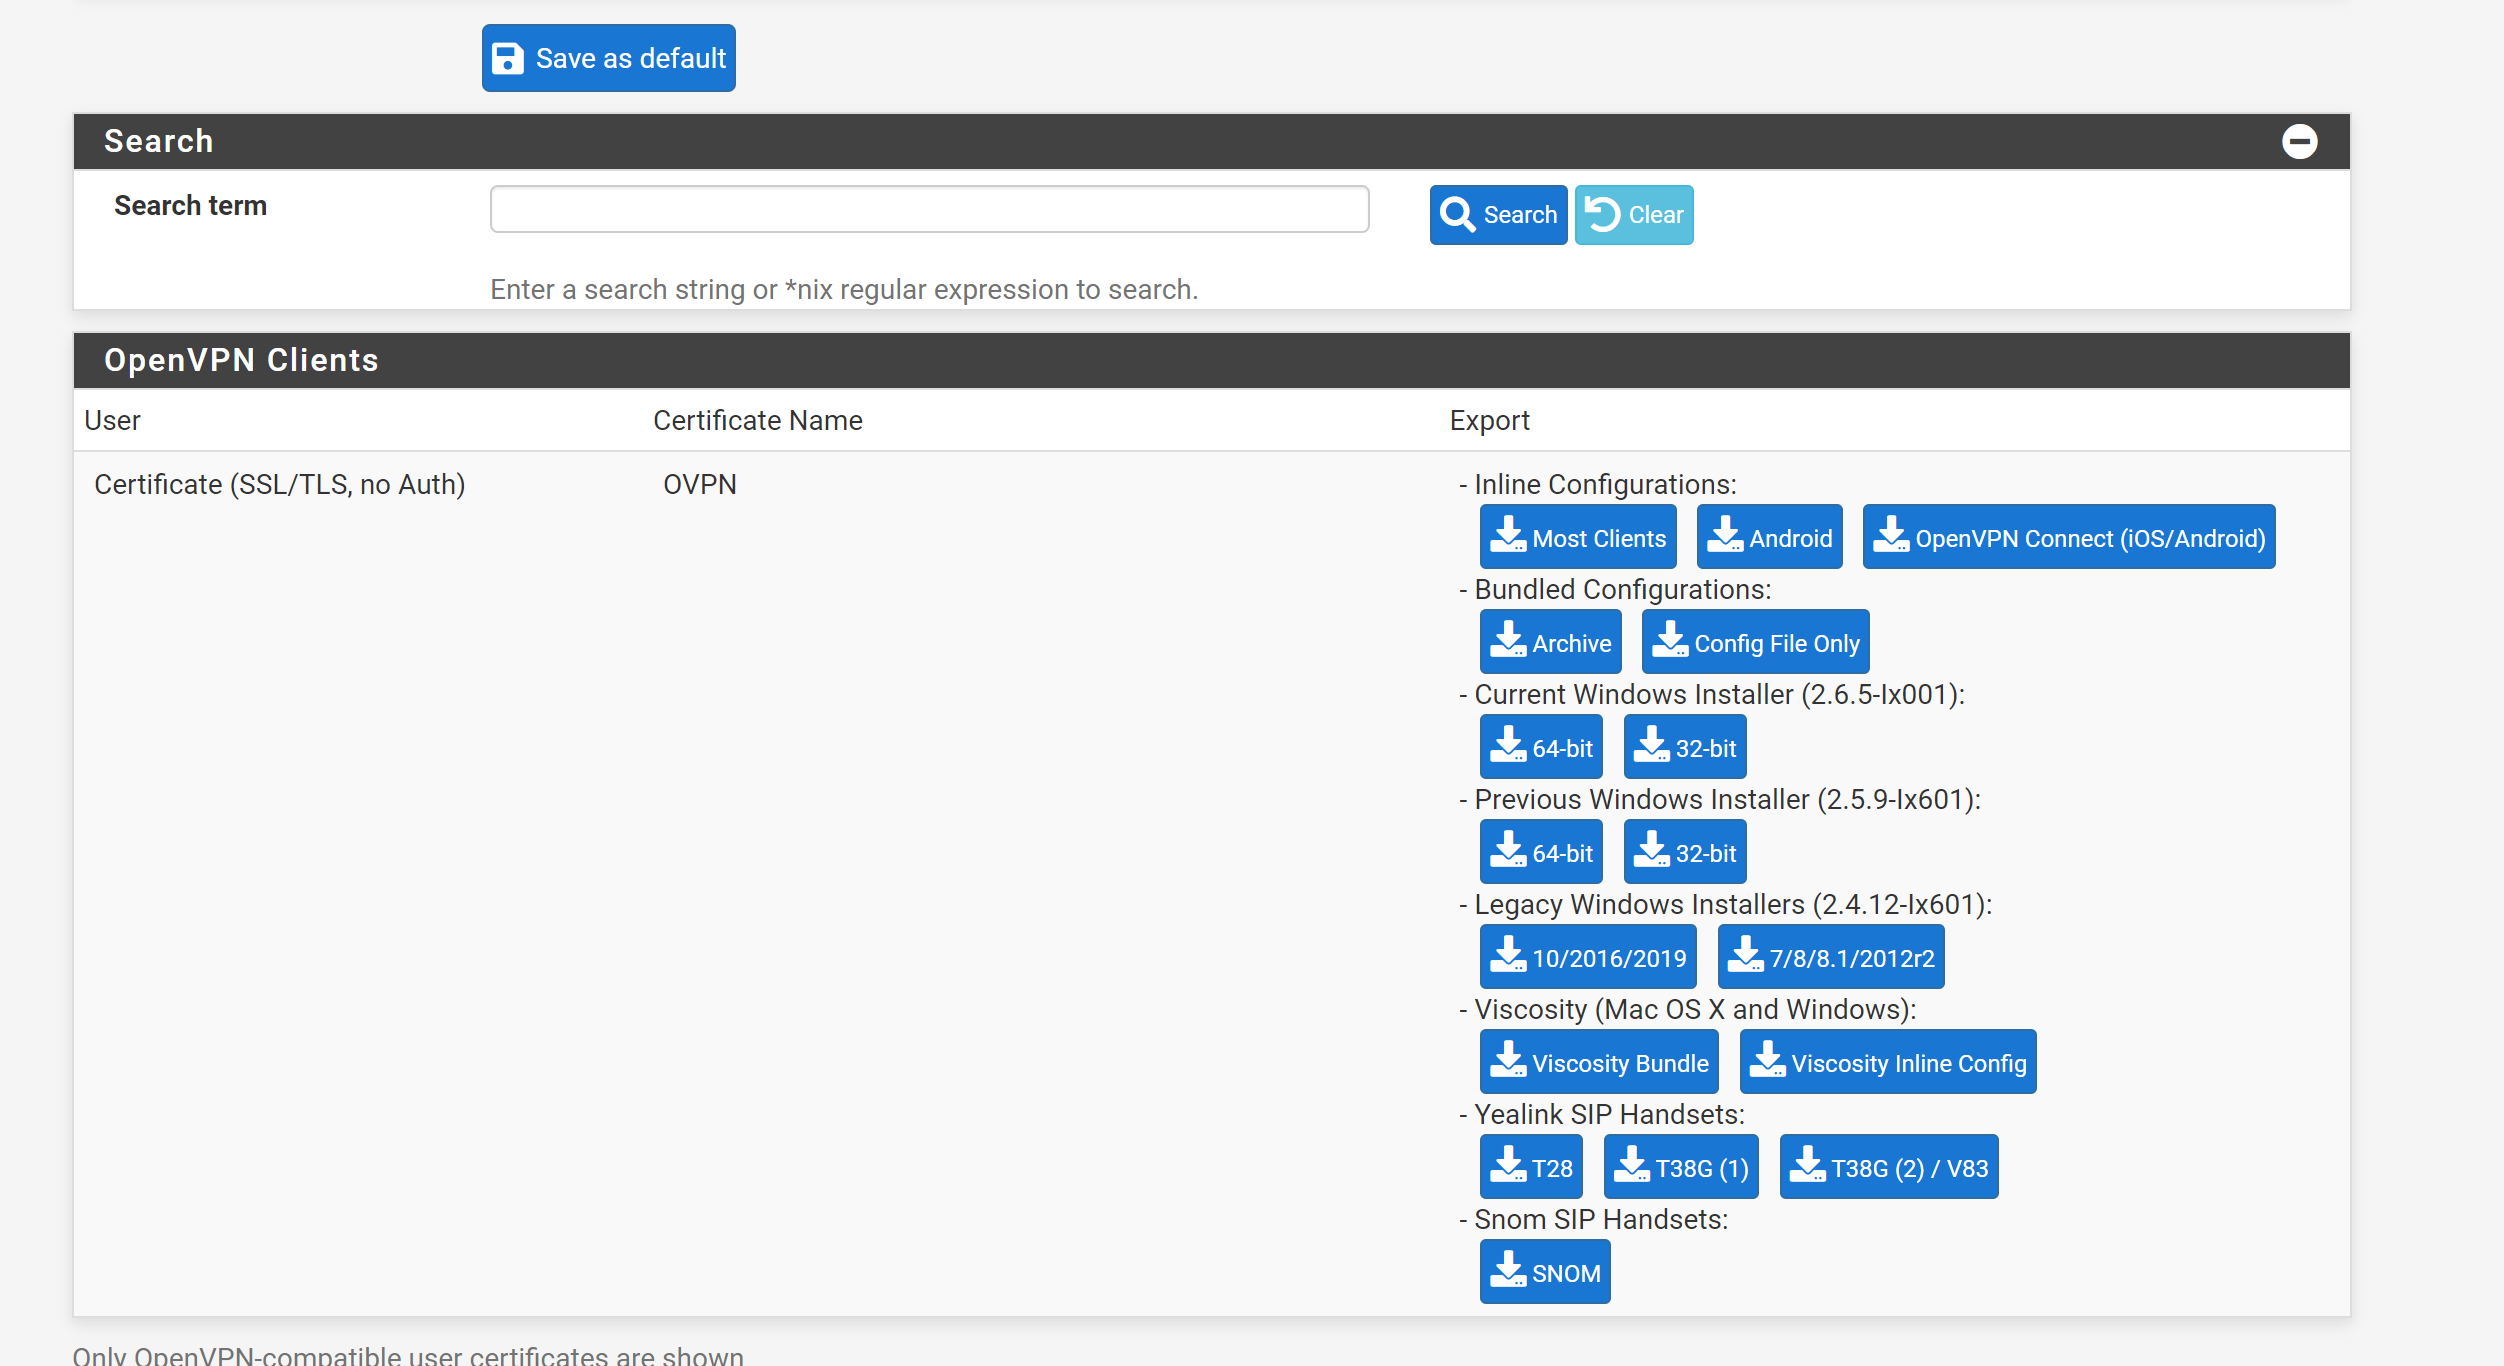 Save as default
Search
Search term
Search
Clear
Enter a search string or *nix regular expression to search.
OpenVPN Clients
User Certificate Name Export
Certificate (SSL/TLS, no Auth) OVPN - Inline Configurations:
Most Clients Android OpenVPN Connect (iOS/Android)
- Bundled Configurations:
Archive Config File Only
- Current Windows Installer (2.6.5-Ix001):
64-bit 32-bit
- Previous Windows Installer (2.5.9-Ix601):
64-bit 32-bit
- Legacy Windows Installers (2.4.12-Ix601):
10/2016/2019 7/8/8.1/2012r2
- Viscosity (Mac OS X and Windows):
Viscosity Bundle Viscosity Inline Config
- Yealink SIP Handsets:
T28 T38G (1) T38G (2) / V83
- Snom SIP Handsets:
SNOM
Only OpenVPN-compatible user certificates are shown